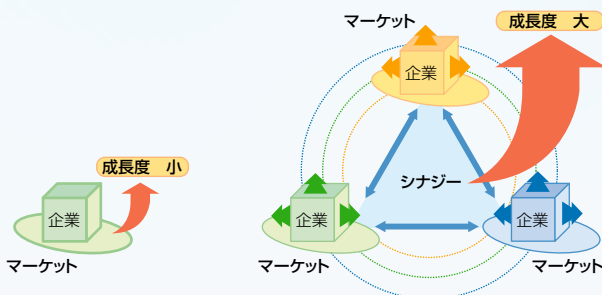 成長度 小
企業
マーケット
マーケット
成長度 大
企業
シナジー
企業
マーケット
企業
マーケット